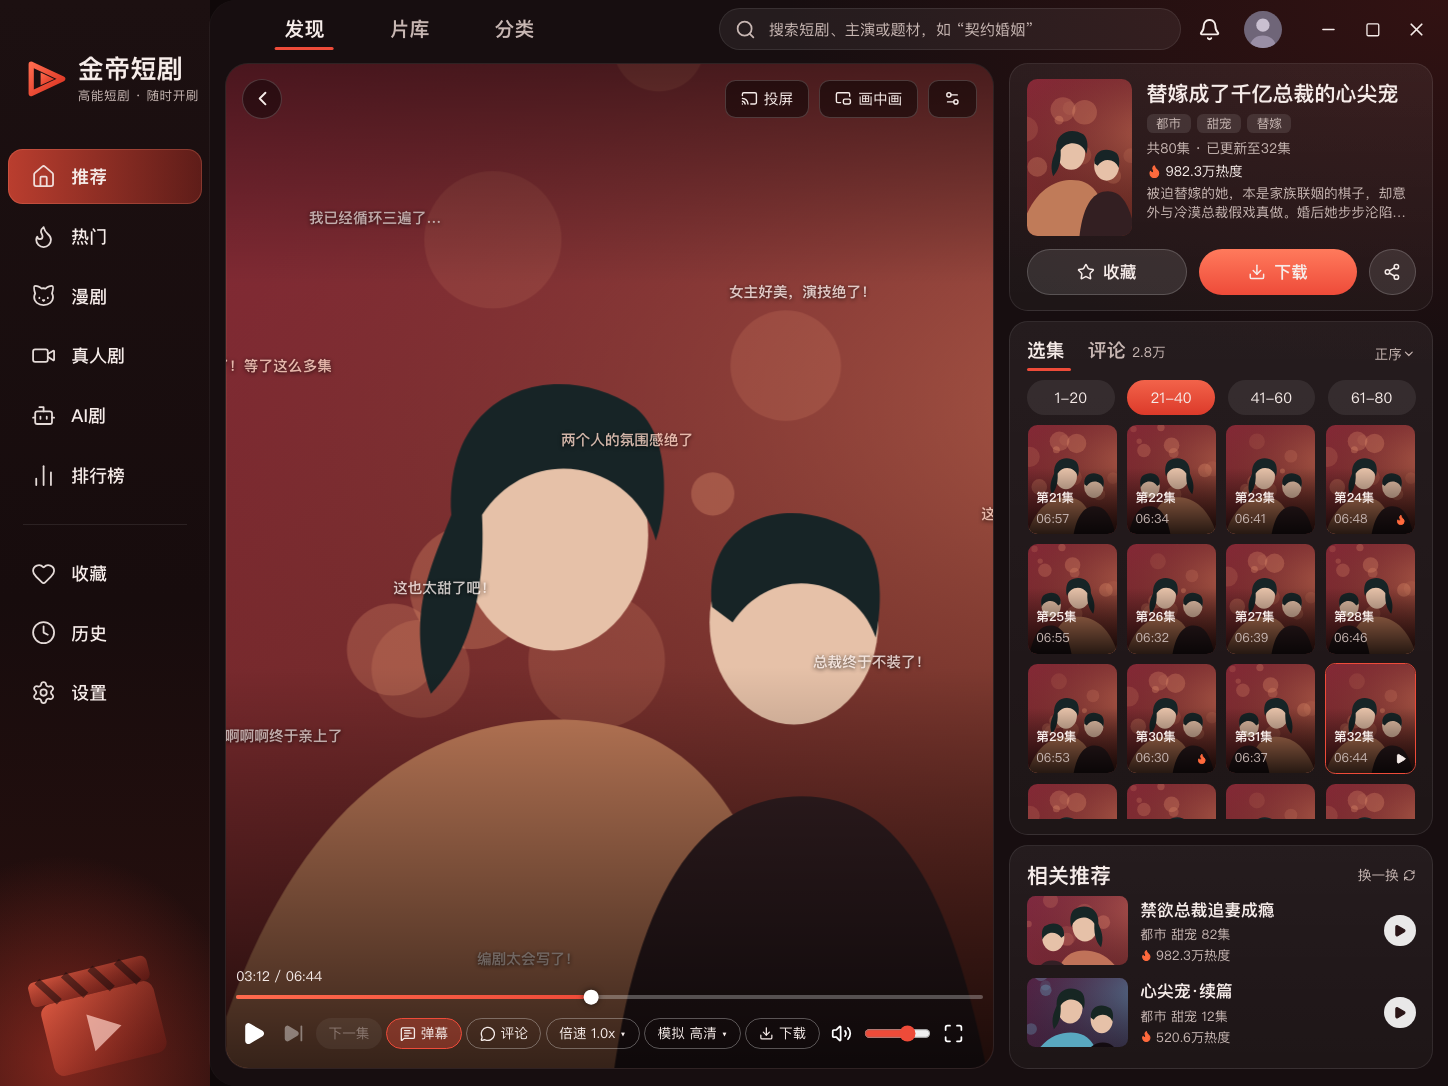 金帝短剧
高能短剧 · 随时开刷
推荐
热门
漫剧
真人剧
AI剧
排行榜
收藏
历史
设置
发现
片库
分类
搜索短剧、主演或题材，如 “契约婚姻”
投屏
画中画
我已经循环三遍了…
女主好美，演技绝了！
！等了这么多集
两个人的氛围感绝了
这
这也太甜了吧！
总裁终于不装了！
啊啊啊终于亲上了
编剧太会写了！
03:12 / 06:44
下一集
弹幕
评论
倍速 1.0x
模拟 高清
下载
替嫁成了千亿总裁的心尖宠
都市 甜宠 替嫁
共80集 · 已更新至32集
982.3万热度
被迫替嫁的她，本是家族联姻的棋子，却意
外与冷漠总裁假戏真做。婚后她步步沦陷…
收藏
下载
选集
评论 2.8万
正序
1–20
21–40
41–60
61–80
第21集
06:57
第22集
06:34
第23集
06:41
第24集
06:48
第25集
06:55
第26集
06:32
第27集
06:39
第28集
06:46
第29集
06:53
第30集
06:30
第31集
06:37
第32集
06:44
相关推荐
换一换
禁欲总裁追妻成瘾
都市 甜宠 82集
982.3万热度
心尖宠·续篇
都市 甜宠 12集
520.6万热度